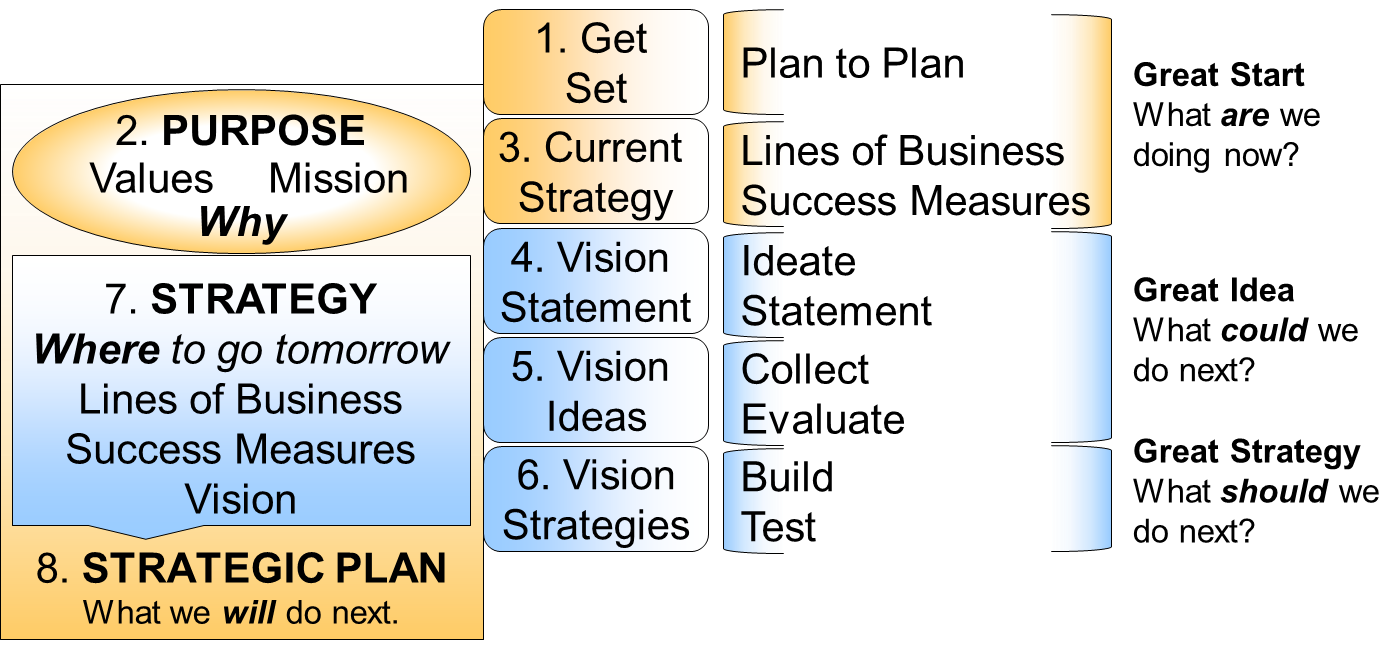 2. PURPOSE
Values Mission
Why
7. STRATEGY
Where to go tomorrow
Lines of Business
Success Measures
Vision
8. STRATEGIC PLAN
What we will do next.
1. Get
Set
Plan to Plan
3. Current
Strategy
Lines of Business
Success Measures
4. Vision
Statement
Ideate
Statement
5. Vision
Ideas
Collect
Evaluate
6. Vision
Strategies
Build
Test
Great Start
What are we
doing now?
Great Idea
What could we
do next?
Great Strategy
What should we
do next?